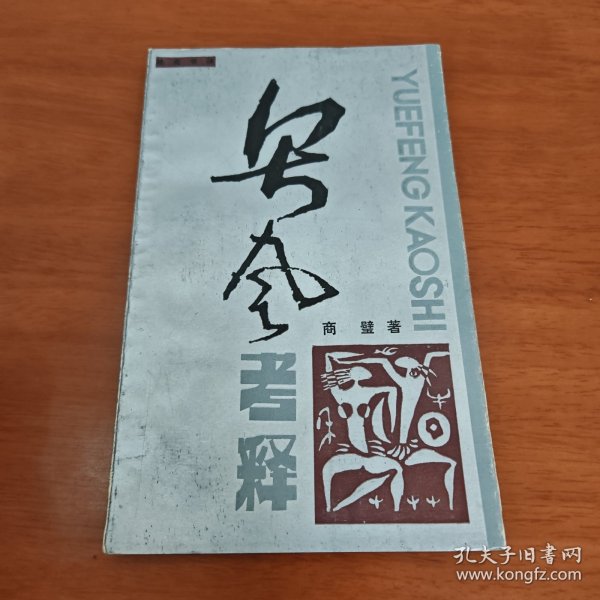 粤风
考释
商 璧 著
YUEFENG KAOSHI
孔夫子旧书网
www.kongfz.com